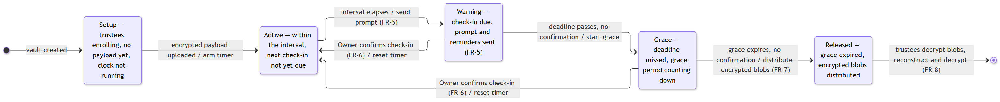 vault created
Setup —
trustees
enrolling, no
payload yet,
clock not
running
encrypted payload
uploaded / arm timer
Active — within
the interval,
next check-in
not yet due
interval elapses / send
prompt (FR-5)
Owner confirms check-in
(FR-6) / reset timer
Warning —
check-in due,
prompt and
reminders sent
(FR-5)
deadline passes, no
confirmation / start grace
Owner confirms check-in
(FR-6) / reset timer
Grace —
deadline
missed, grace
period counting
down
grace expires, no
confirmation / distribute
encrypted blobs (FR-7)
Released —
grace expired,
encrypted blobs
distributed
trustees decrypt blobs,
reconstruct and decrypt
(FR-8)